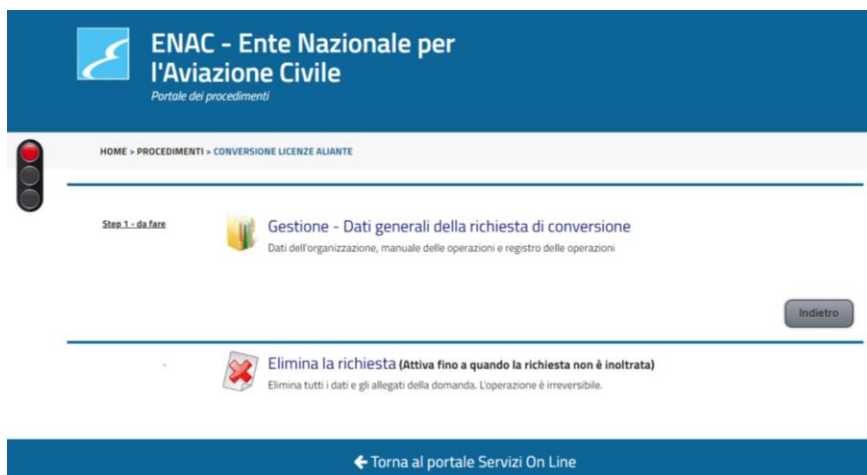 ENAC - Ente Nazionale per
l'Aviazione Civile
Portale dei procedimenti
HOME > PROCEDIMENTI > CONVERSIONE LICENZE ALIANTE
Step 1 - da fare
Gestione - Dati generali della richiesta di conversione
Dati dell'organizzazione, manuale delle operazioni e registro delle operazioni
Indietro
Elimina la richiesta (Attiva fino a quando la richiesta non è inoltrata)
Elimina tutti i dati e gli allegati della domanda. L'operazione è irreversibile.
Torna al portale Servizi On Line